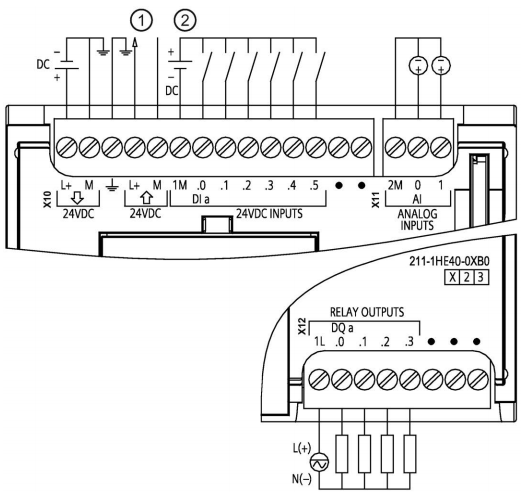 ① ②
− +
DC
+ −
DC
+ +
− −
X10
L+ M L+ M 1M .0 .1 .2 .3 .4 .5 ● ●
24VDC 24VDC
DI a
24VDC INPUTS
X11
2M 0 1
AI
ANALOG
INPUTS
211-1HE40-0XB0
X 2 3
RELAY OUTPUTS
X12
DQ a
1L .0 .1 .2 .3 ● ● ●
L(+)
N(−)